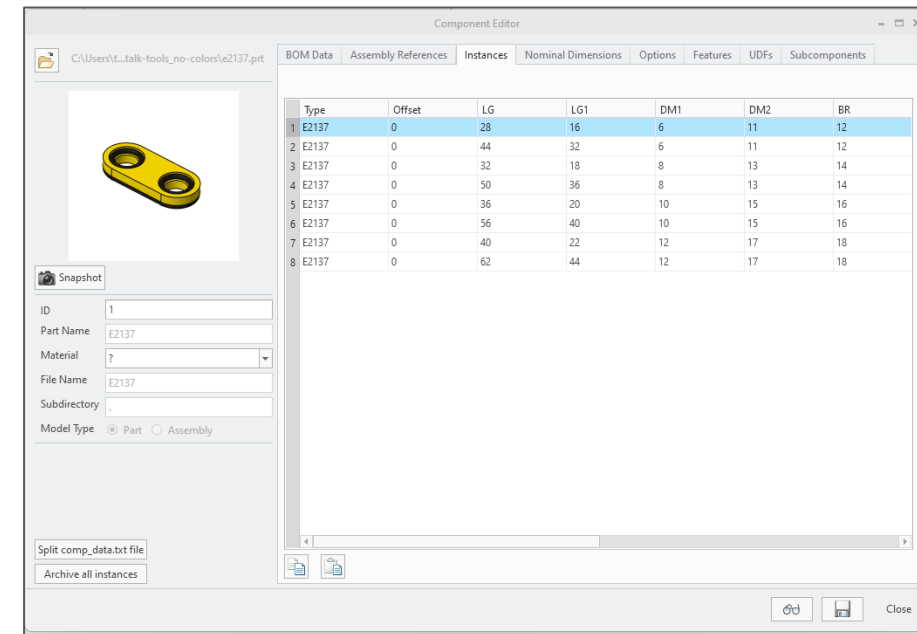 Component Editor
C:\Users\t...talk-tools_no-colors\e2137.prt
BOM Data Assembly References Instances Nominal Dimensions Options Features UDFs Subcomponents
Type Offset LG LG1 DM1 DM2 BR
1 E2137 0 28 16 6 11 12
2 E2137 0 44 32 6 11 12
3 E2137 0 32 18 8 13 14
4 E2137 0 50 36 8 13 14
5 E2137 0 36 20 10 15 16
6 E2137 0 56 40 10 15 16
7 E2137 0 40 22 12 17 18
8 E2137 0 62 44 12 17 18
Snapshot
ID 1
Part Name E2137
Material ?
File Name E2137
Subdirectory .
Model Type Part Assembly
Split comp_data.txt file
Archive all instances
Close